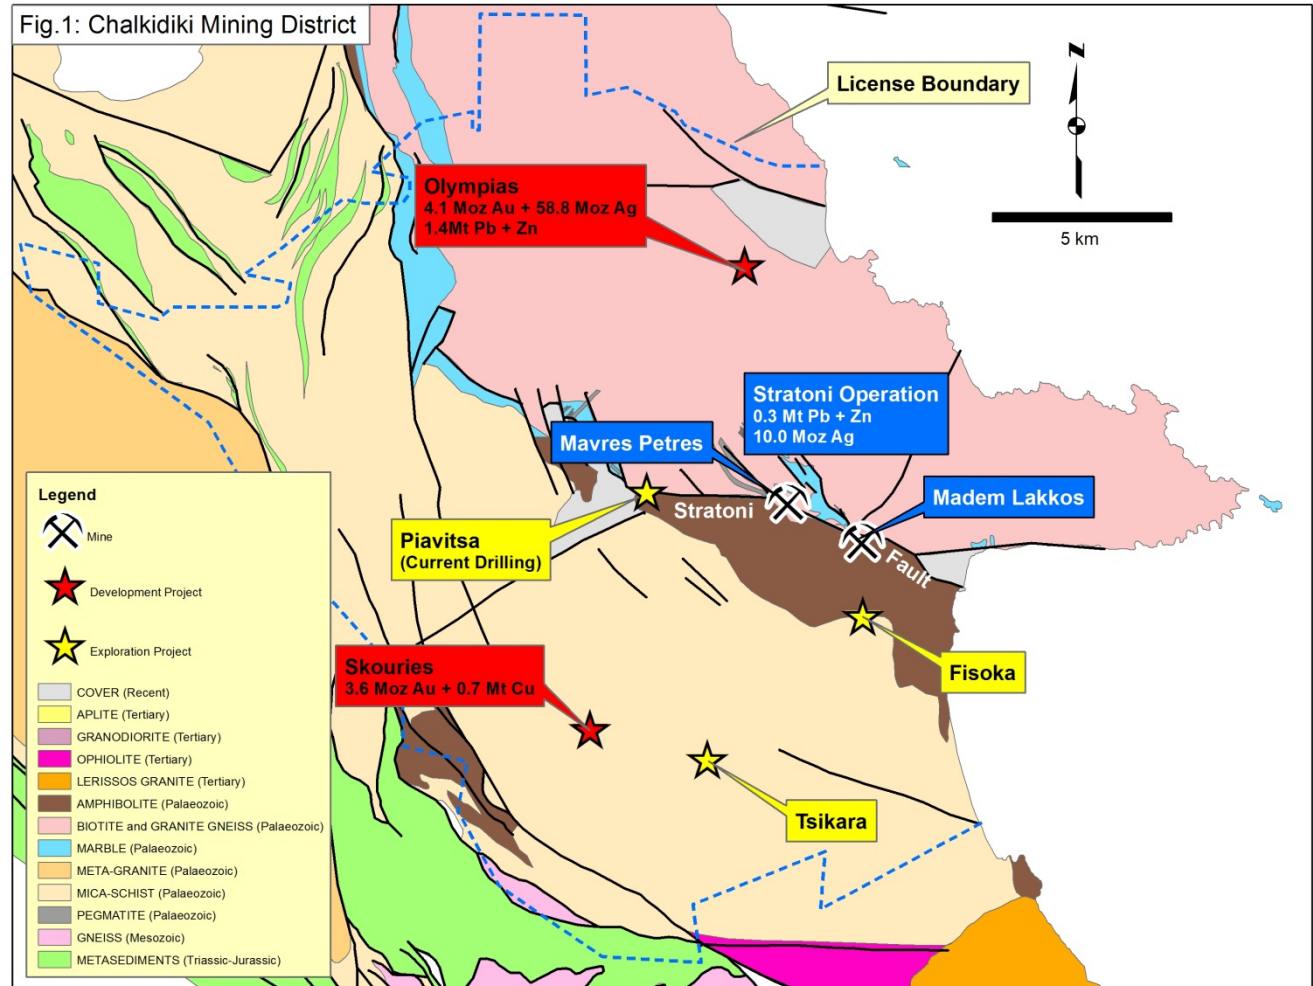 Fig.1: Chalkidiki Mining District
N
License Boundary
5 km
Olympias
4.1 Moz Au + 58.8 Moz Ag
1.4Mt Pb + Zn
Stratoni Operation
0.3 Mt Pb + Zn
10.0 Moz Ag
Mavres Petres
Madem Lakkos
Stratoni
Fault
Piavitsa
(Current Drilling)
Fisoka
Skouries
3.6 Moz Au + 0.7 Mt Cu
Tsikara
Legend
Mine
Development Project
Exploration Project
COVER (Recent)
APLITE (Tertiary)
GRANODIORITE (Tertiary)
OPHIOLITE (Tertiary)
LERISSOS GRANITE (Tertiary)
AMPHIBOLITE (Palaeozoic)
BIOTITE and GRANITE GNEISS (Palaeozoic)
MARBLE (Palaeozoic)
META-GRANITE (Palaeozoic)
MICA-SCHIST (Palaeozoic)
PEGMATITE (Palaeozoic)
GNEISS (Mesozoic)
METASEDIMENTS (Triassic-Jurassic)